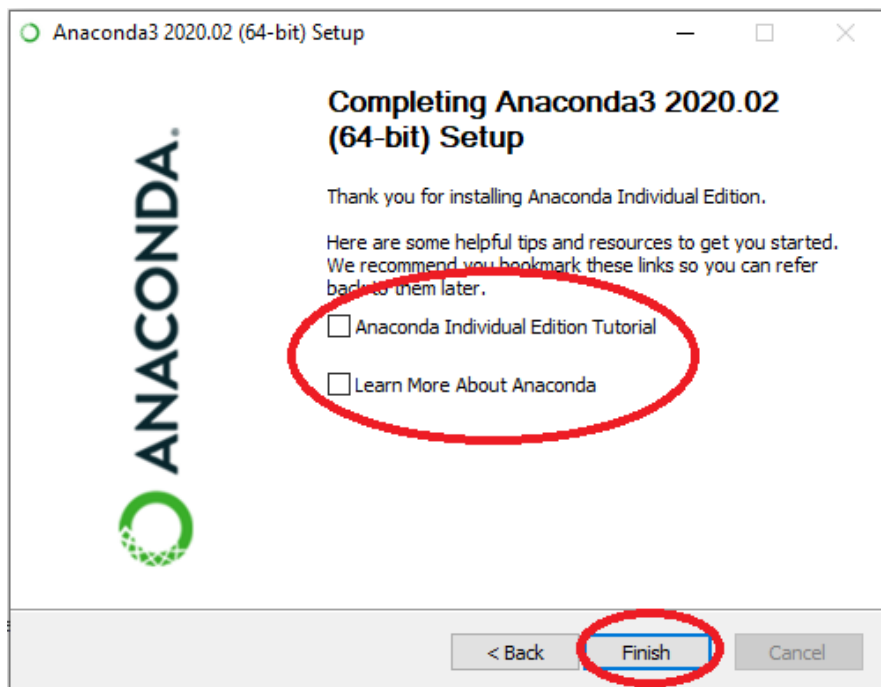 Anaconda3 2020.02 (64-bit) Setup
ANACONDA.
Completing Anaconda3 2020.02
(64-bit) Setup
Thank you for installing Anaconda Individual Edition.
Here are some helpful tips and resources to get you started.
We recommend you bookmark these links so you can refer
back to them later.
Anaconda Individual Edition Tutorial
Learn More About Anaconda
< Back
Finish
Cancel